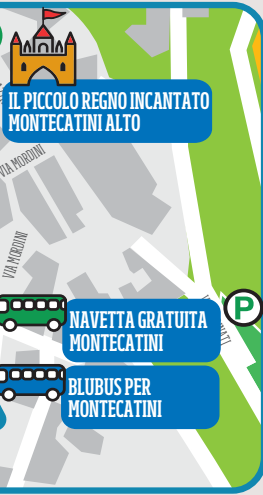 IL PICCOLO REGNO INCANTATO
MONTECATINI ALTO
VIA MORDINI
VIA MORDINI
P
NAVETTA GRATUITA
MONTECATINI
BLUBUS PER
MONTECATINI